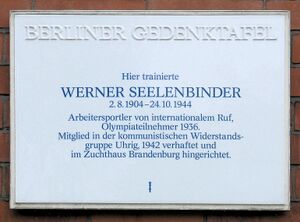 BERLINER GEDENKTAFEL
Hier trainierte
WERNER SEELENBINDER
2.8.1904–24.10.1944
Arbeitersportler von internationalem Ruf,
Olympiateilnehmer 1936.
Mitglied in der kommunistischen Widerstands-
gruppe Uhrig, 1942 verhaftet und
im Zuchthaus Brandenburg hingerichtet.